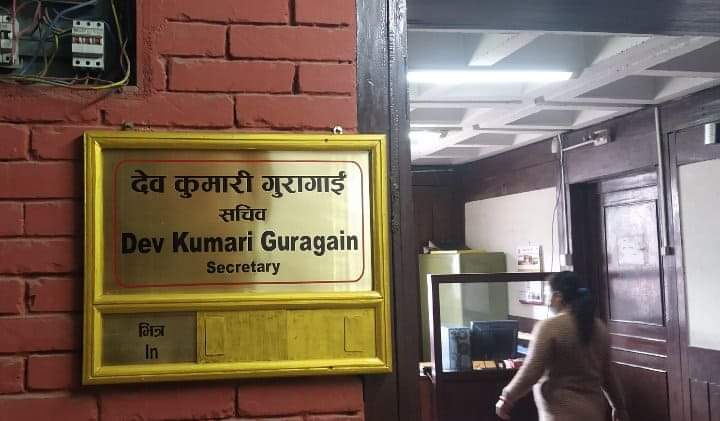 देव कुमारी गुरागाईं
सचिव
Dev Kumari Guragain
Secretary
भित्र
In